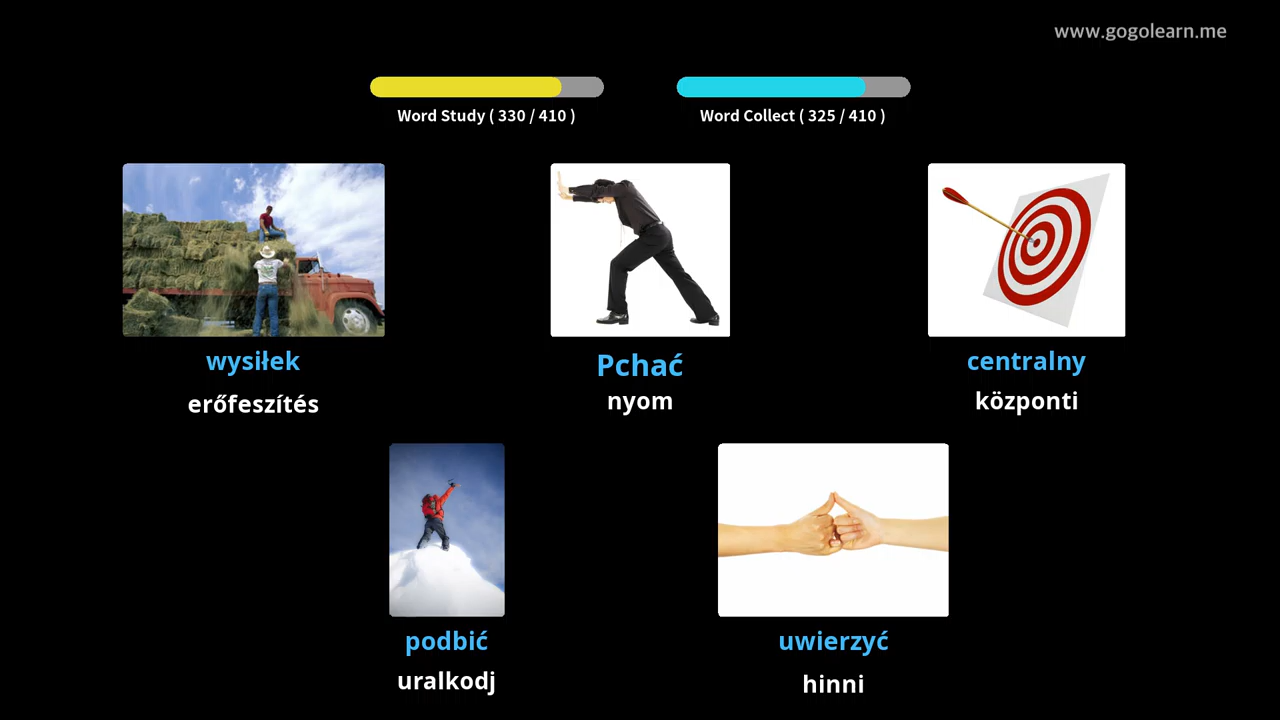 www.gogolearn.me
Word Study ( 330 / 410 )
Word Collect ( 325 / 410 )
wysiłek
erőfeszítés
Pchać
nyom
centralny
központi
podbić
uralkodj
uwierzyć
hinni